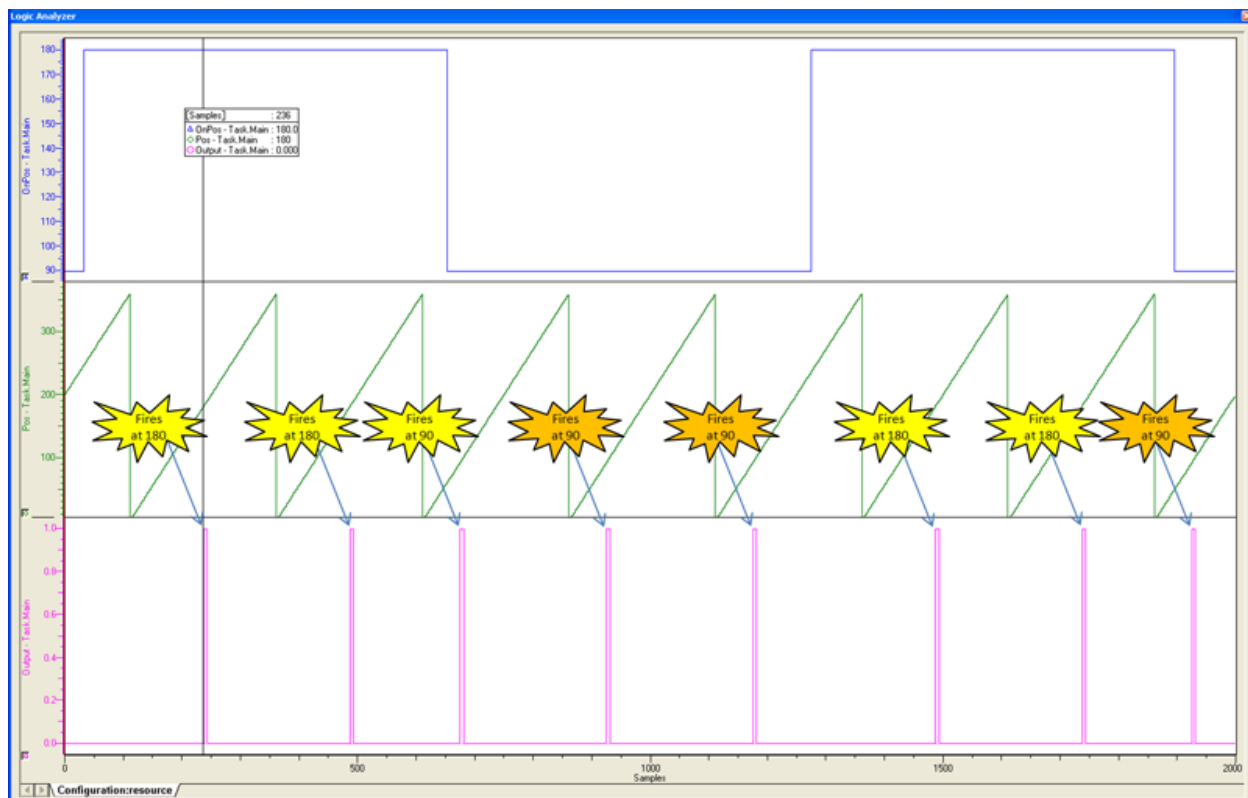 Logic Analyzer
180
170
160
150
140
130
120
110
100
90
OnPos - Task.Main
[Samples] : 236
OnPos - Task.Main : 180.0
Pos - Task.Main : 180
Output - Task.Main : 0.000
300
200
100
Pos - Task.Main
Fires
at 180
Fires
at 180
Fires
at 90
Fires
at 90
Fires
at 90
Fires
at 180
Fires
at 180
Fires
at 90
1.0
0.8
0.6
0.4
0.2
0.0
Output - Task.Main
0 500 1000 1500 2000
Samples
Configuration:resource